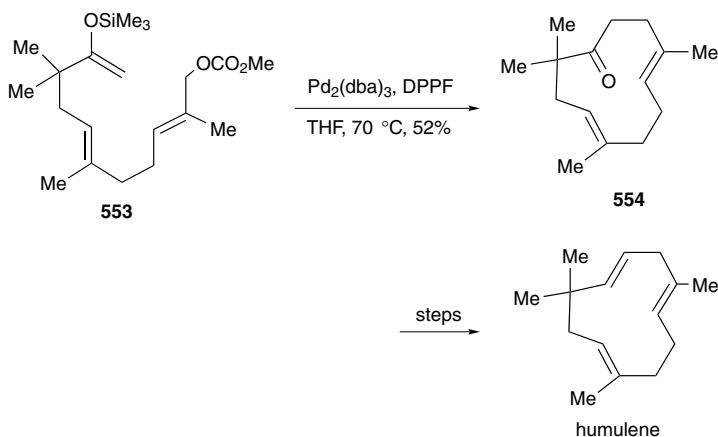 OSiMe3
Me
Me
OCO2Me
Me
Me
553
Pd2(dba)3, DPPF
THF, 70 °C, 52%
Me
Me
O
Me
Me
554
steps
Me
Me
Me
Me
humulene